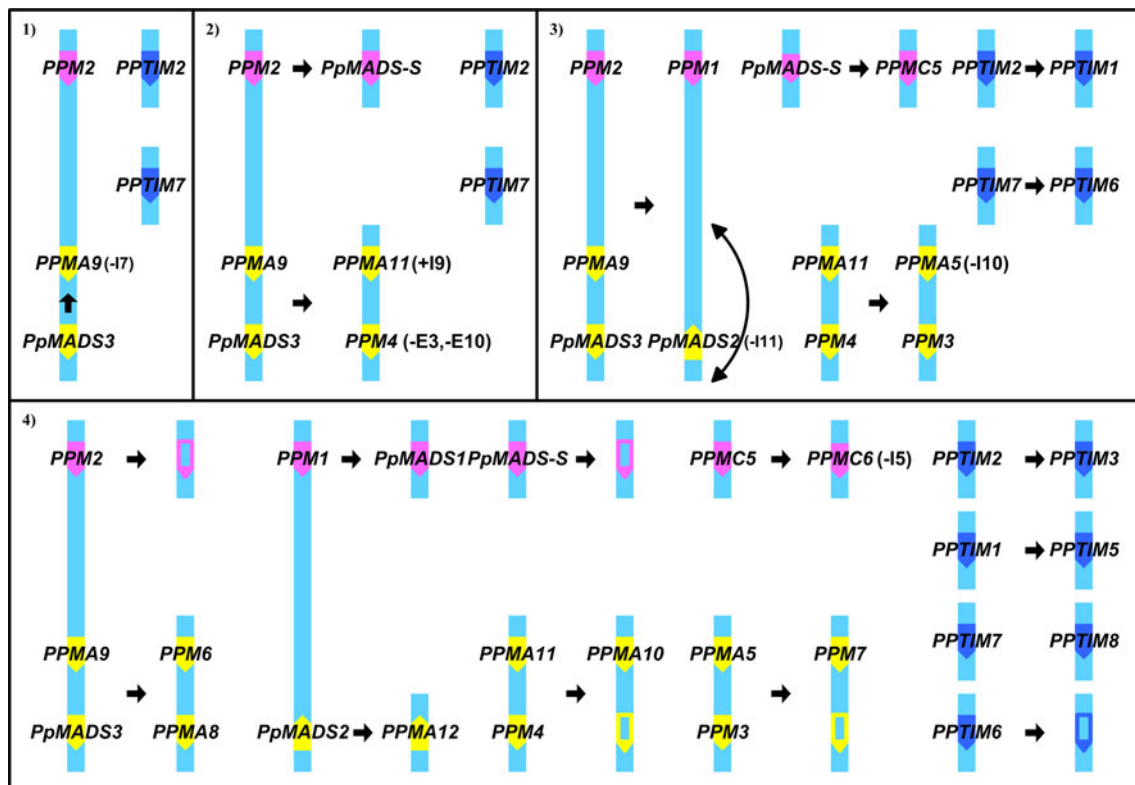 1)
PPM2 PPTIM2
PPTIM7
PPMA9 (-I7)
PpMADS3
2)
PPM2 PpMADS-S PPTIM2
PPTIM7
PPMA9 PPMA11 (+I9)
PpMADS3 PPM4 (-E3,-E10)
3)
PPM2 PPM1 PpMADS-S PPMC5 PPTIM2 PPTIM1
PPTIM7 PPTIM6
PPMA9 PPMA11 PPMA5 (-I10)
PpMADS3 PpMADS2 (-I11) PPM4 PPM3
4)
PPM2 PPM1 PpMADS1 PpMADS-S PPMC5 PPMC6 (-I5) PPTIM2 PPTIM3
PPTIM1 PPTIM5
PPMA9 PPM6 PPMA11 PPMA10 PPMA5 PPM7 PPTIM7 PPTIM8
PpMADS3 PPMA8 PpMADS2 PPMA12 PPM4 PPM3 PPTIM6